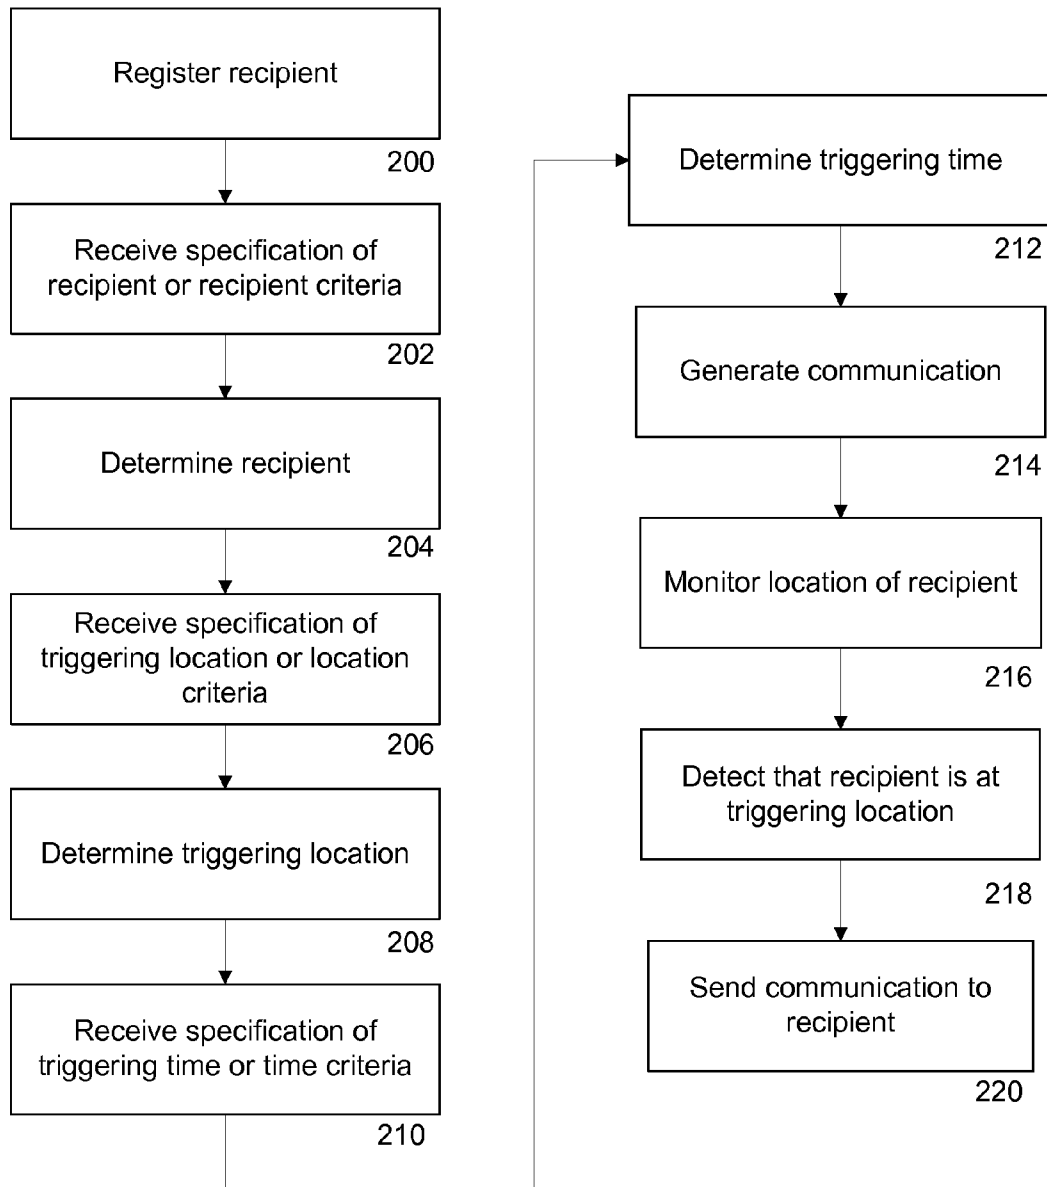 Register recipient
200
Receive specification of
recipient or recipient criteria
202
Determine recipient
204
Receive specification of
triggering location or location
criteria
206
Determine triggering location
208
Receive specification of
triggering time or time criteria
210
Determine triggering time
212
Generate communication
214
Monitor location of recipient
216
Detect that recipient is at
triggering location
218
Send communication to
recipient
220